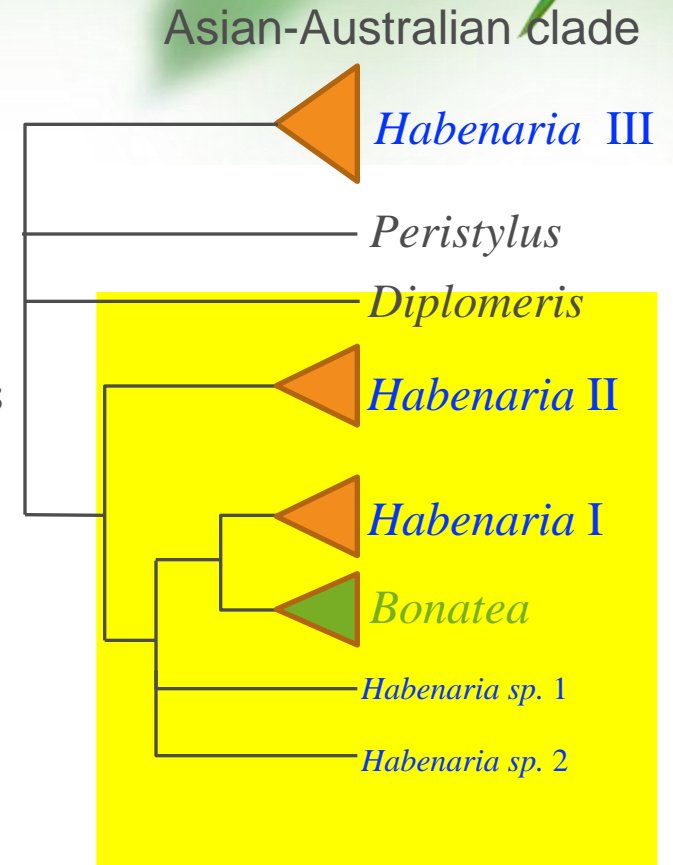 Asian-Australian clade
Habenaria III
Peristylus
Diplomeris
s
Habenaria II
Habenaria I
Bonatea
Habenaria sp. 1
Habenaria sp. 2